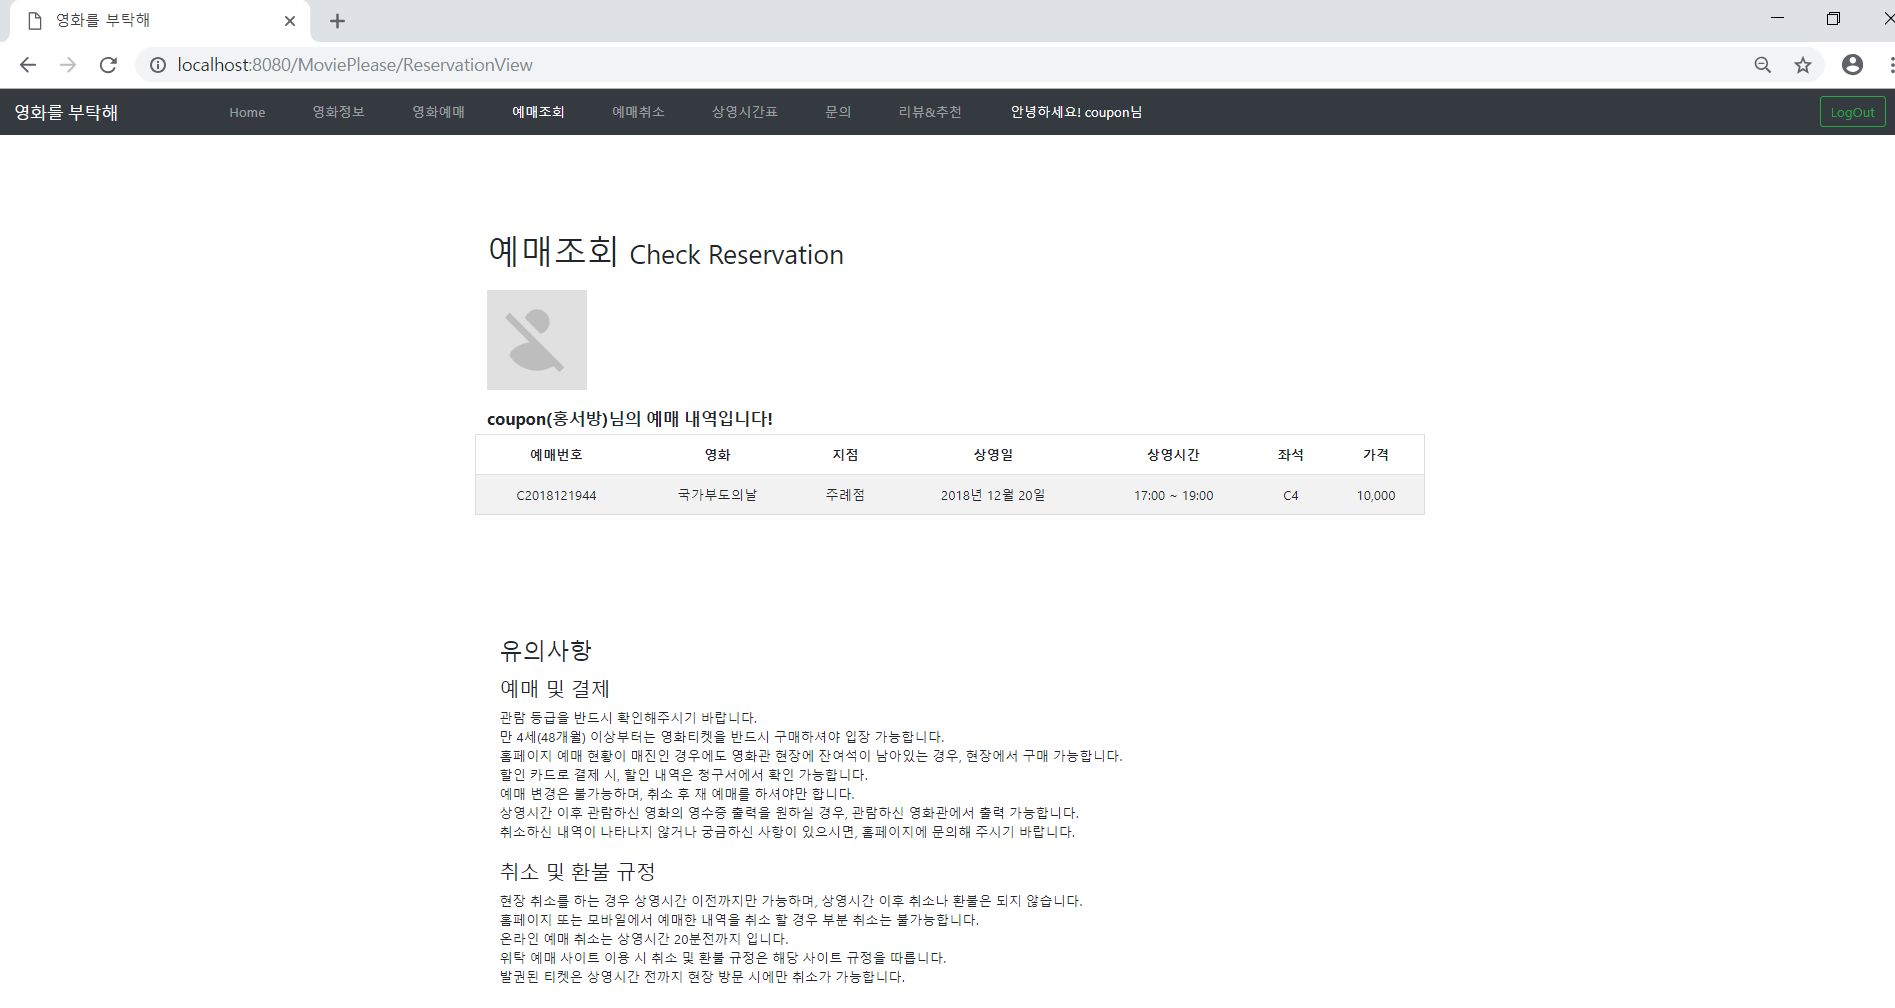 영화를 부탁해
localhost:8080/MoviePlease/ReservationView
영화를 부탁해 Home 영화정보 영화예매 예매조회 예매취소 상영시간표 문의 리뷰&추천 안녕하세요! coupon님 LogOut
예매조회 Check Reservation
coupon(홍서방)님의 예매 내역입니다!
예매번호 영화 지점 상영일 상영시간 좌석 가격
C2018121944 국가부도의날 주례점 2018년 12월 20일 17:00 ~ 19:00 C4 10,000
유의사항
예매 및 결제
관람 등급을 반드시 확인해주시기 바랍니다.
만 4세(48개월) 이상부터는 영화티켓을 반드시 구매하셔야 입장 가능합니다.
홈페이지 예매 현황이 매진인 경우에도 영화관 현장에 잔여석이 남아있는 경우, 현장에서 구매 가능합니다.
할인 카드로 결제 시, 할인 내역은 청구서에서 확인 가능합니다.
예매 변경은 불가능하며, 취소 후 재 예매를 하셔야만 합니다.
상영시간 이후 관람하신 영화의 영수증 출력을 원하실 경우, 관람하신 영화관에서 출력 가능합니다.
취소하신 내역이 나타나지 않거나 궁금하신 사항이 있으시면, 홈페이지에 문의해 주시기 바랍니다.
취소 및 환불 규정
현장 취소를 하는 경우 상영시간 이전까지만 가능하며, 상영시간 이후 취소나 환불은 되지 않습니다.
홈페이지 또는 모바일에서 예매한 내역을 취소 할 경우 부분 취소는 불가능합니다.
온라인 예매 취소는 상영시간 20분전까지 입니다.
위탁 예매 사이트 이용 시 취소 및 환불 규정은 해당 사이트 규정을 따릅니다.
발권된 티켓은 상영시간 전까지 현장 방문 시에만 취소가 가능합니다.